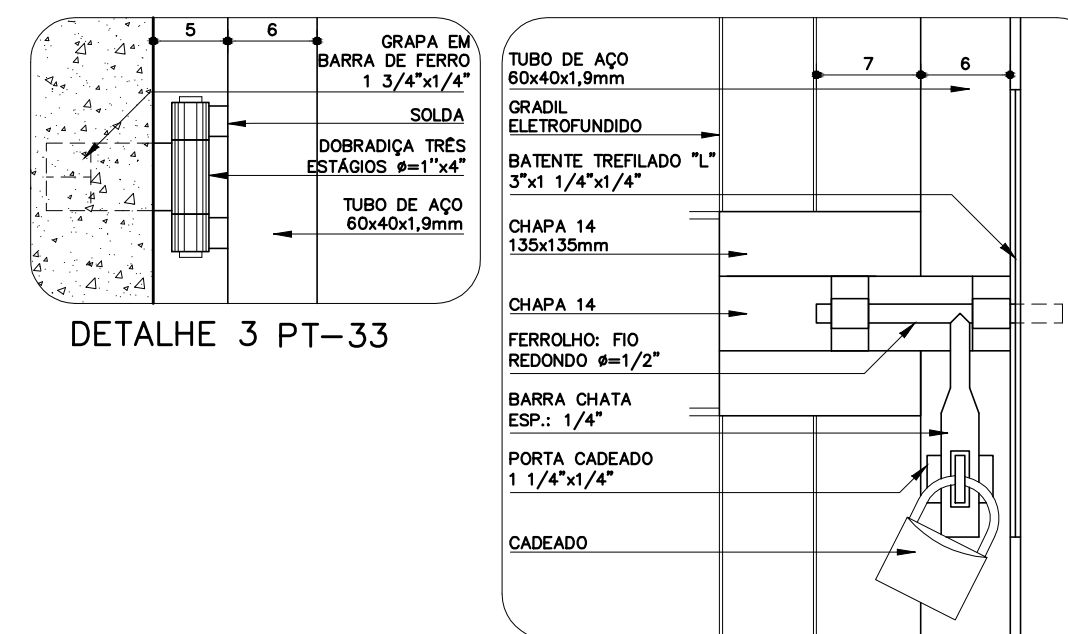 5
6
GRAPA EM
BARRA DE FERRO
1 3/4"x1/4"
SOLDA
DOBRADIÇA TRÊS
ESTÁGIOS ø=1"x4"
TUBO DE AÇO
60x40x1,9mm
DETALHE 3 PT-33
TUBO DE AÇO
60x40x1,9mm
7
6
GRADIL
ELETROFUNDIDO
BATENTE TREFILADO "L"
3"x1 1/4"x1/4"
CHAPA 14
135x135mm
CHAPA 14
FERROLHO: FIO
REDONDO ø=1/2"
BARRA CHATA
ESP.: 1/4"
PORTA CADEADO
1 1/4"x1/4"
CADEADO